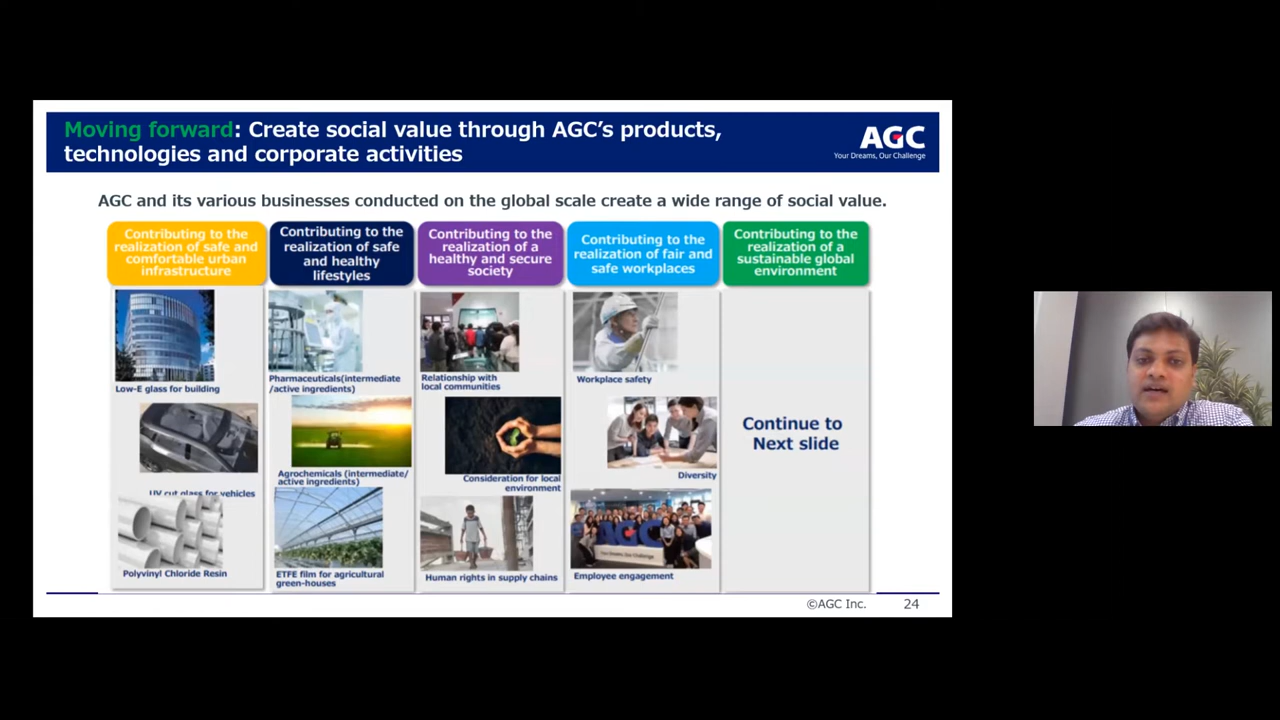 Moving forward: Create social value through AGC's products,
technologies and corporate activities
AGC
Your Dreams, Our Challenge
AGC and its various businesses conducted on the global scale create a wide range of social value.
Contributing to the
realization of safe and
comfortable urban
infrastructure
Contributing to the
realization of safe
and healthy
lifestyles
Contributing to the
realization of a
healthy and secure
society
Contributing to the
realization of fair and
safe workplaces
Contributing to the
realization of a
sustainable global
environment
Low-E glass for building
UV cut glass for vehicles
Polyvinyl Chloride Resin
Pharmaceuticals(intermediate
/active ingredients)
Agrochemicals (intermediate/
active ingredients)
ETFE film for agricultural
green-houses
Relationship with
local communities
Consideration for local
environment
Human rights in supply chains
Workplace safety
Diversity
AGC
Your Dreams, Our Challenge
Employee engagement
Continue to
Next slide
©AGC Inc.
24